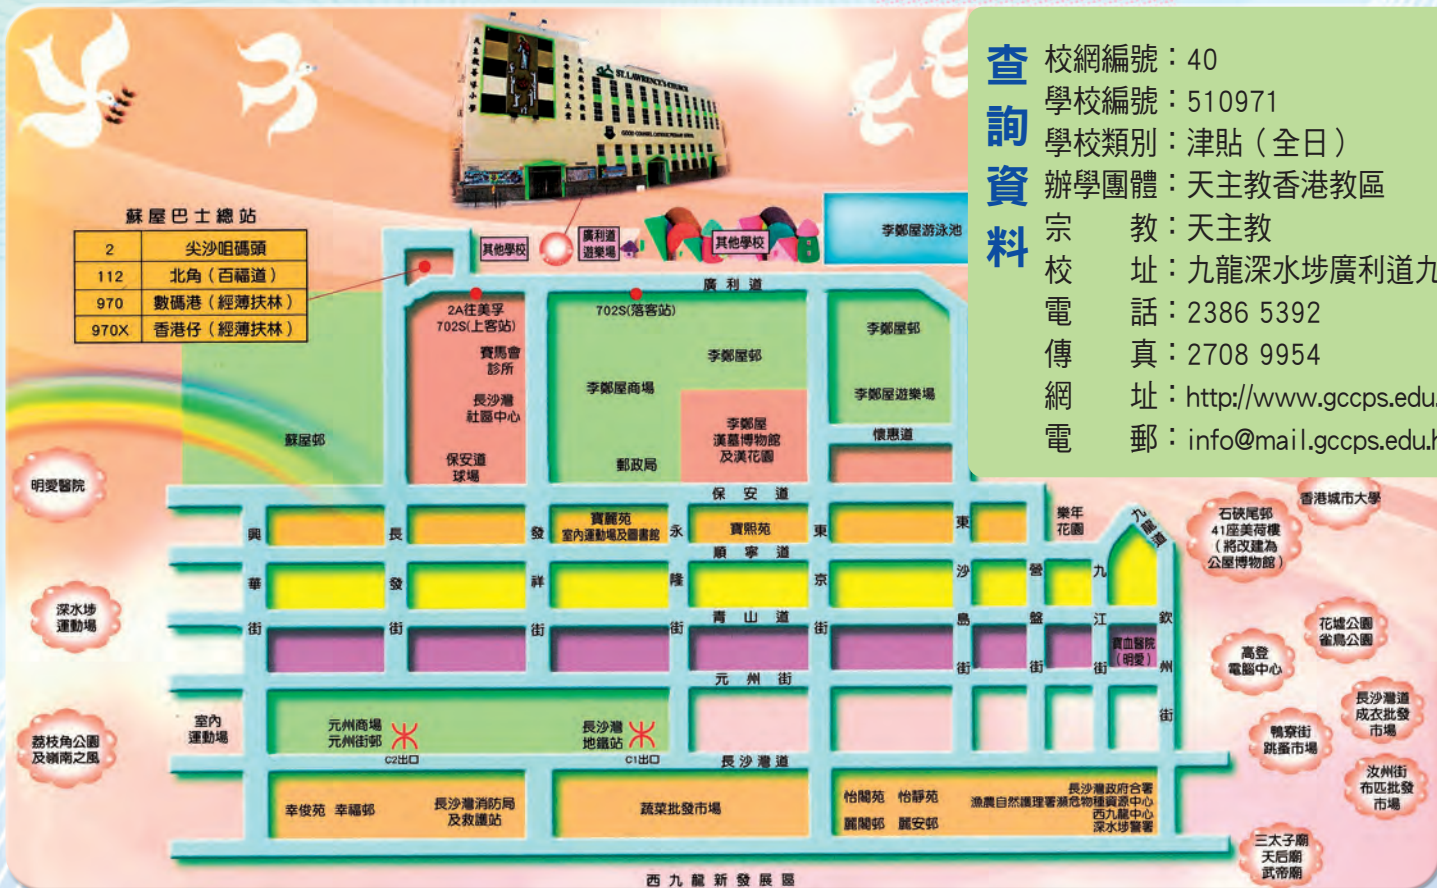 ST. LAWRENCE'S CHURCH
GOOD COUNSEL CATHOLIC PRIMARY SCHOOL
查詢資料
校網編號：40
學校編號：510971
學校類別：津貼（全日）
辦學團體：天主教香港教區
宗教：天主教
校址：九龍深水埗廣利道九
電話：2386 5392
傳真：2708 9954
網址：http://www.gccps.edu.
電郵：info@mail.gccps.edu.h
蘇屋巴士總站
2 尖沙咀碼頭
112 北角（百福道）
970 數碼港（經薄扶林）
970X 香港仔（經薄扶林）
其他學校
廣利道
遊樂場
其他學校
李鄭屋游泳池
廣利道
2A往美孚
702S(上客站)
702S(落客站)
賽馬會
診所
長沙灣
社區中心
保安道
球場
李鄭屋邨
李鄭屋商場
郵政局
李鄭屋
漢墓博物館
及漢花園
李鄭屋邨
李鄭屋遊樂場
懷惠道
蘇屋邨
明愛醫院
深水埗
運動場
荔枝角公園
及嶺南之風
保安道
寶麗苑
室內運動場及圖書館
寶熙苑
樂年
花園
九龍道
順寧道
青山道
元州街
興華街
長發街
發祥街
永隆街
東京街
東沙島街
營盤街
九江街
欽州街
寶血醫院
（明愛）
室內
運動場
元州商場
元州街邨
C2出口
長沙灣
地鐵站
C1出口
長沙灣道
幸俊苑 幸福邨
長沙灣消防局
及救護站
蔬菜批發市場
怡閣苑 怡靜苑
麗閣邨 麗安邨
長沙灣政府合署
漁農自然護理署瀕危物種資源中心
西九龍中心
深水埗警署
西九龍新發展區
香港城市大學
石硤尾邨
41座美荷樓
（將改建為
公屋博物館）
花墟公園
雀鳥公園
高登
電腦中心
長沙灣道
成衣批發
市場
鴨寮街
跳蚤市場
汝州街
布匹批發
市場
三太子廟
天后廟
武帝廟